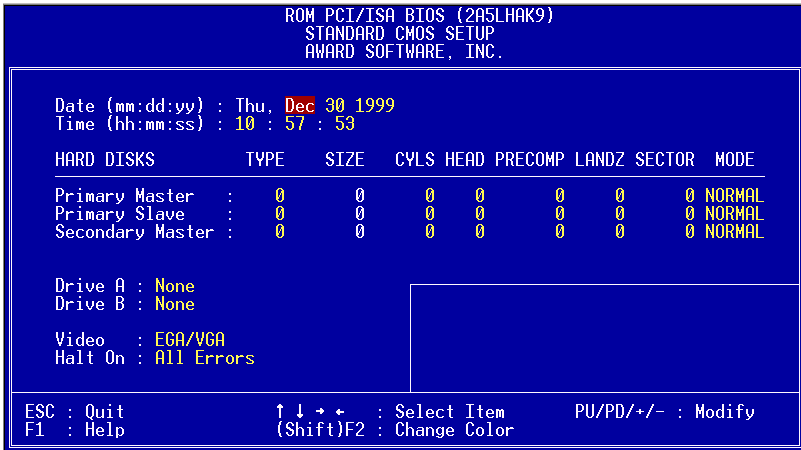 ROM PCI/ISA BIOS (2A5LHAK9)
STANDARD CMOS SETUP
AWARD SOFTWARE, INC.
Date (mm:dd:yy) : Thu, Dec 30 1999
Time (hh:mm:ss) : 10 : 57 : 53
HARD DISKS TYPE SIZE CYLS HEAD PRECOMP LANDZ SECTOR MODE
Primary Master : 0 0 0 0 0 0 0 NORMAL
Primary Slave : 0 0 0 0 0 0 0 NORMAL
Secondary Master : 0 0 0 0 0 0 0 NORMAL
Drive A : None
Drive B : None
Video : EGA/VGA
Halt On : All Errors
ESC : Quit ↑ ↓ → ← : Select Item PU/PD/+/- : Modify
F1 : Help (Shift)F2 : Change Color